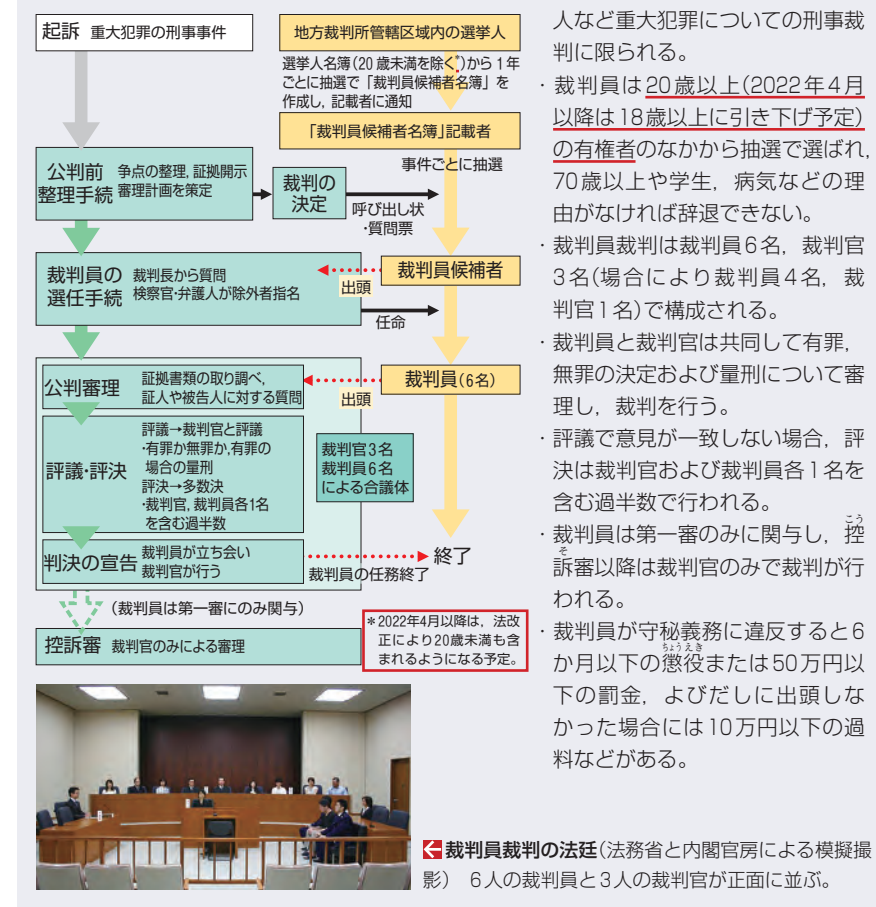 起訴 重大犯罪の刑事事件
地方裁判所管轄区域内の選挙人
選挙人名簿(20歳未満を除く*)から1年
ごとに抽選で「裁判員候補者名簿」を
作成し，記載者に通知
「裁判員候補者名簿」記載者
事件ごとに抽選
公判前
整理手続
争点の整理，証拠開示
審理計画を策定
裁判の
決定
呼び出し状
・質問票
裁判員の
選任手続
裁判長から質問
検察官・弁護人が除外者指名
出頭
裁判員候補者
任命
公判審理
証拠書類の取り調べ，
証人や被告人に対する質問
出頭
裁判員(6名)
評議・評決
評議→裁判官と評議
・有罪か無罪か，有罪の
場合の量刑
評決→多数決
・裁判官，裁判員各1名
を含む過半数
裁判官3名
裁判員6名
による合議体
判決の宣告
裁判員が立ち会い
裁判官が行う
裁判員の任務終了
終了
(裁判員は第一審にのみ関与)
控訴審 裁判官のみによる審理
＊2022年4月以降は，法改
正により20歳未満も含
まれるようになる予定。
人など重大犯罪についての刑事裁
判に限られる。
・裁判員は20歳以上(2022年4月
以降は18歳以上に引き下げ予定)
の有権者のなかから抽選で選ばれ，
70歳以上や学生，病気などの理
由がなければ辞退できない。
・裁判員裁判は裁判員6名，裁判官
3名(場合により裁判員4名，裁
判官1名)で構成される。
・裁判員と裁判官は共同して有罪，
無罪の決定および量刑について審
理し，裁判を行う。
・評議で意見が一致しない場合，評
決は裁判官および裁判員各1名を
含む過半数で行われる。
・裁判員は第一審のみに関与し，控
こう
訴審以降は裁判官のみで裁判が行
そ
われる。
・裁判員が守秘義務に違反すると6
か月以下の懲役または50万円以
ちょうえき
下の罰金，よびだしに出頭しな
かった場合には10万円以下の過
料などがある。
裁判員裁判の法廷(法務省と内閣官房による模擬撮
影) 6人の裁判員と3人の裁判官が正面に並ぶ。